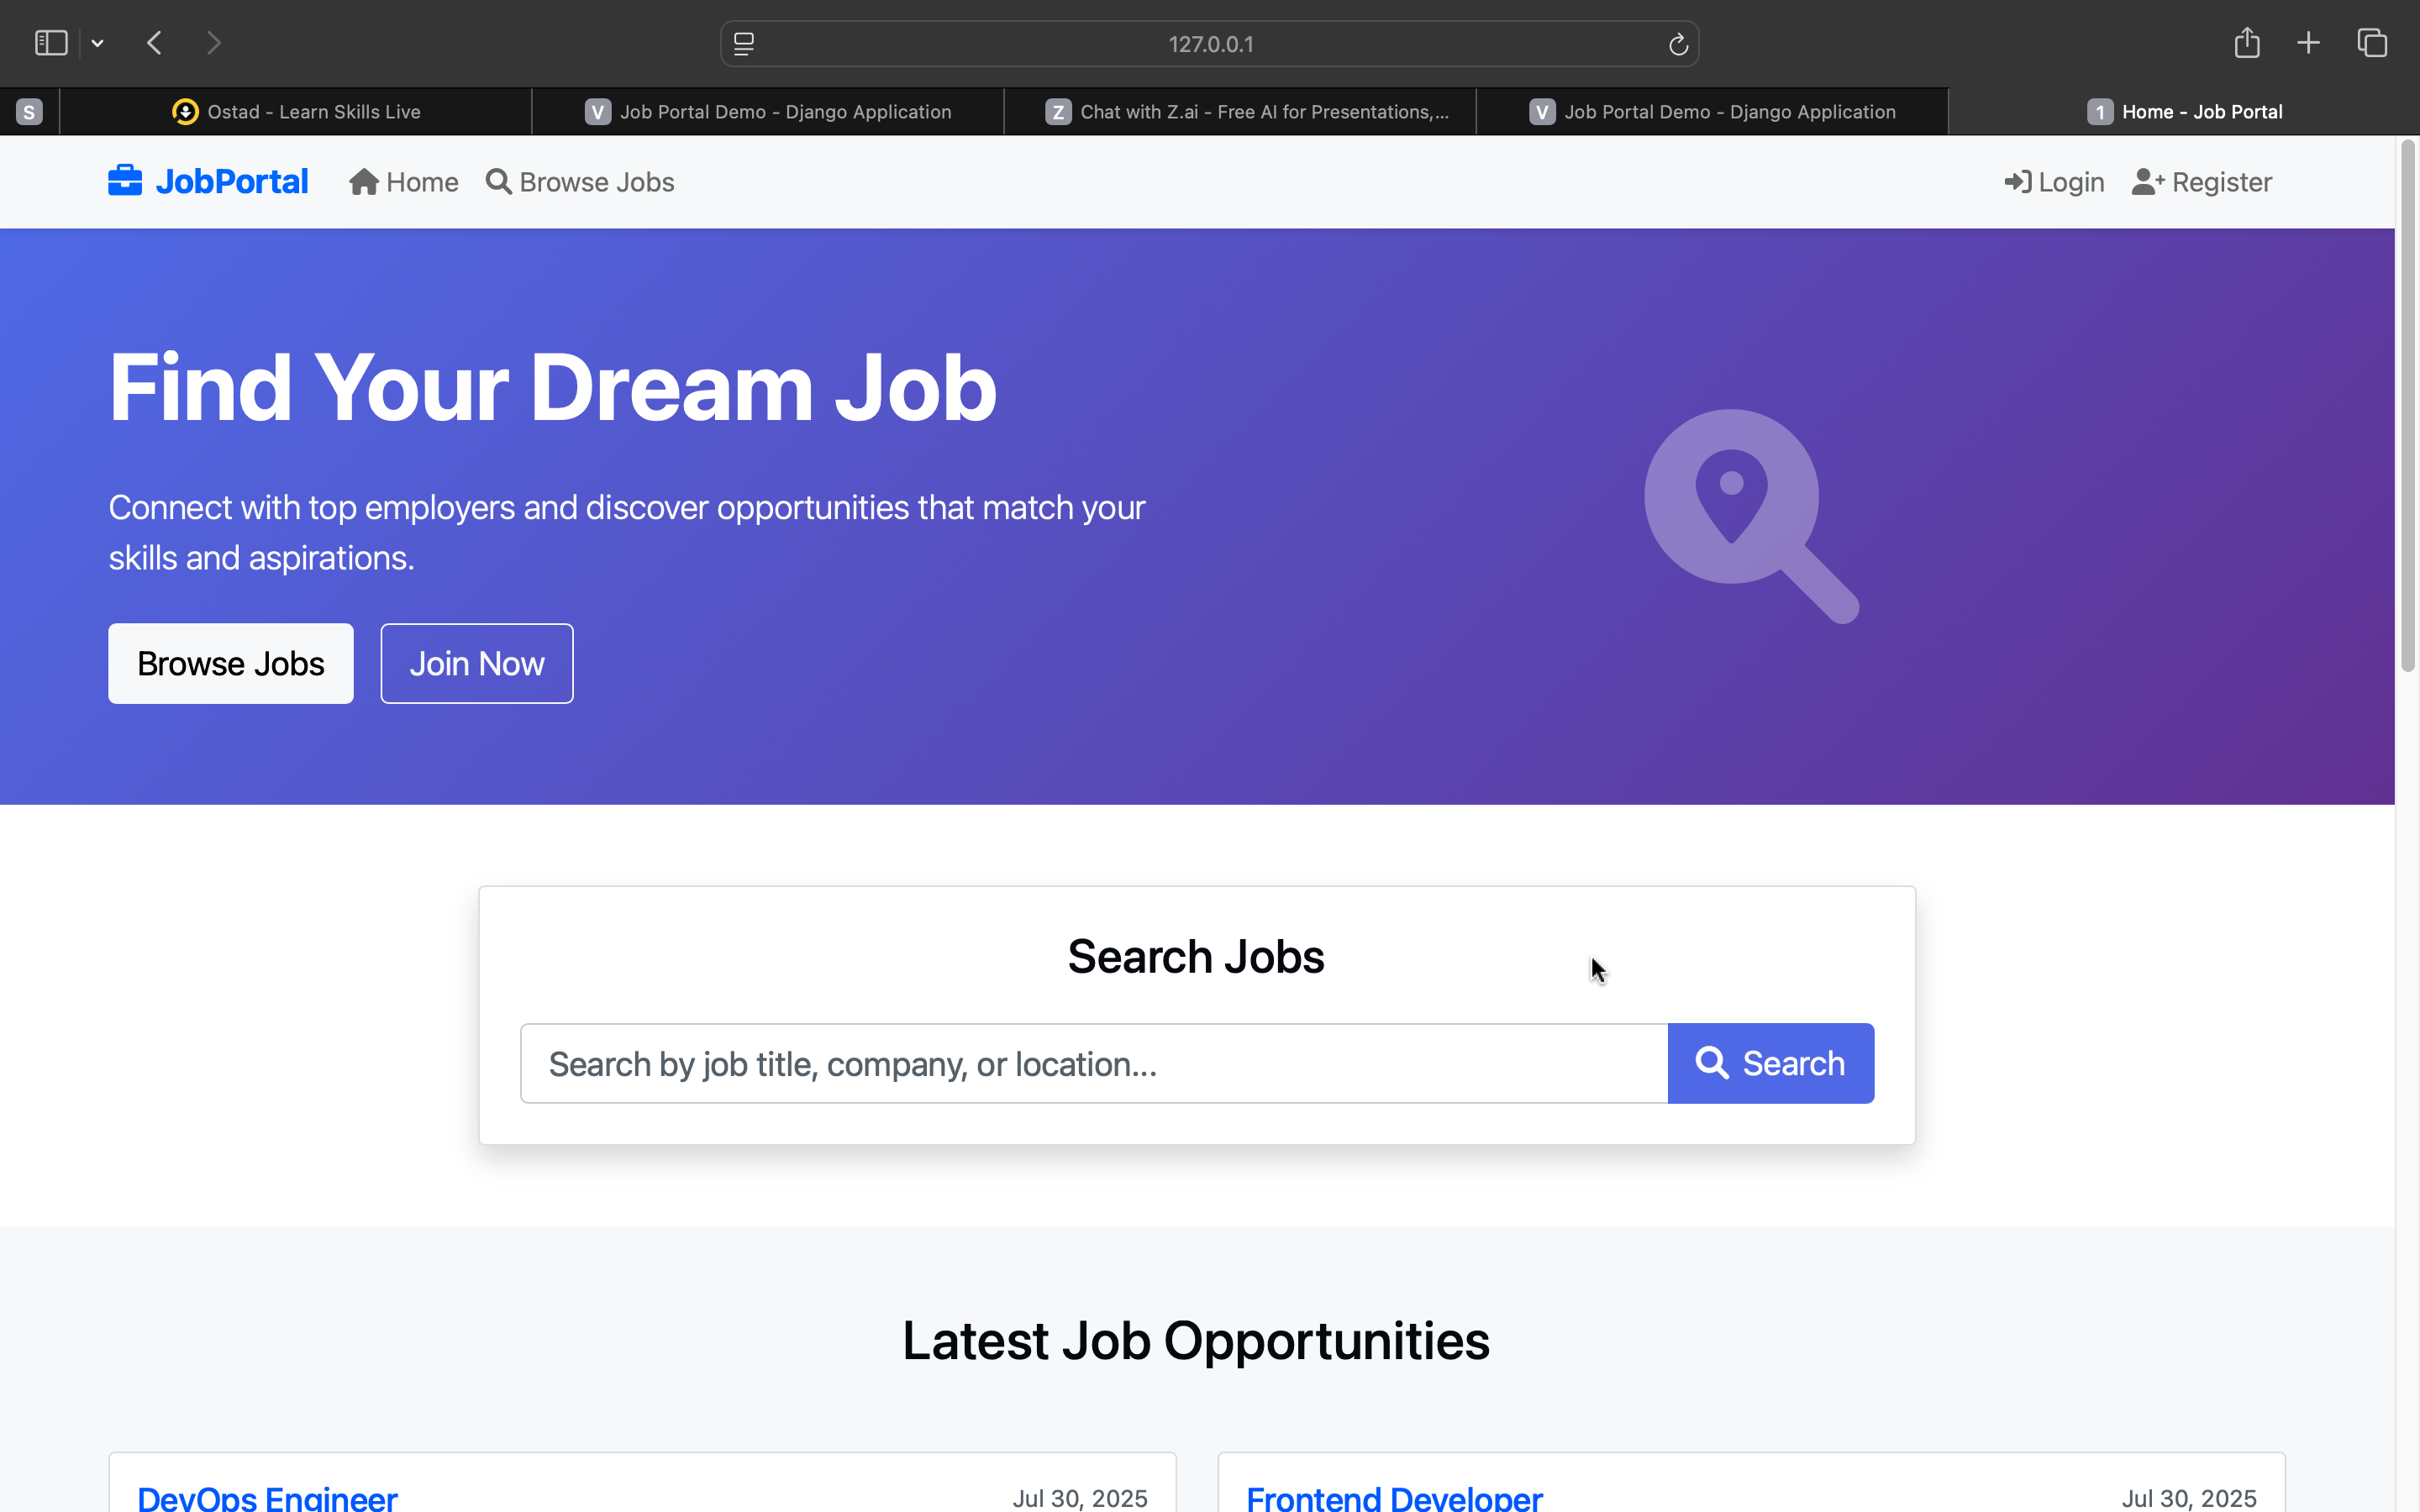 127.0.0.1
S
Ostad - Learn Skills Live
V Job Portal Demo - Django Application
Z Chat with Z.ai - Free AI for Presentations,...
V Job Portal Demo - Django Application
1 Home - Job Portal
JobPortal Home Browse Jobs Login Register
Find Your Dream Job
Connect with top employers and discover opportunities that match your
skills and aspirations.
Browse Jobs Join Now
Search Jobs
Search by job title, company, or location... Search
Latest Job Opportunities
DevOps Engineer Jul 30, 2025
Frontend Developer Jul 30, 2025